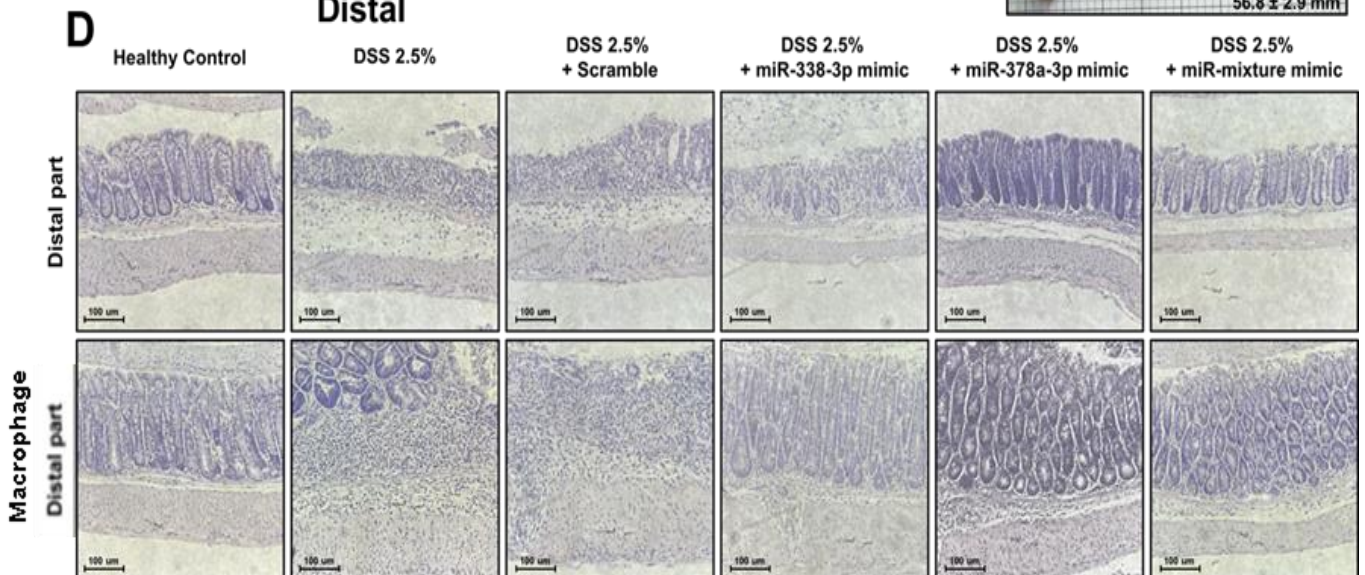 Distal
56.8 ± 2.9 mm
D
Healthy Control
DSS 2.5%
DSS 2.5%
+ Scramble
DSS 2.5%
+ miR-338-3p mimic
DSS 2.5%
+ miR-378a-3p mimic
DSS 2.5%
+ miR-mixture mimic
Distal part
100 um
100 um
100 um
100 um
100 um
100 um
Macrophage
Distal part
100 um
100 um
100 um
100 um
100 um
100 um